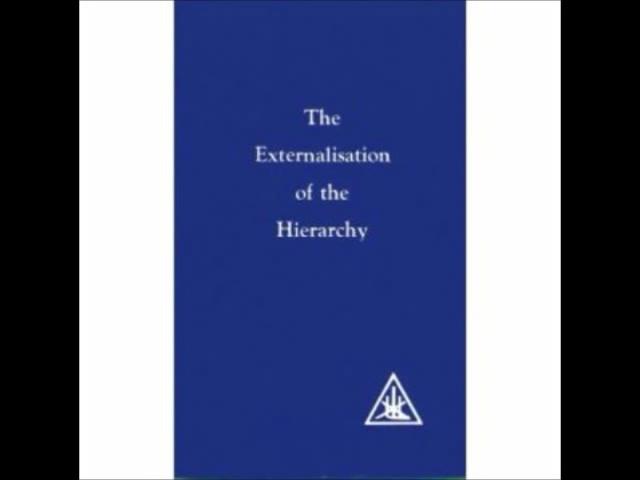 The
Externalisation
of the
Hierarchy